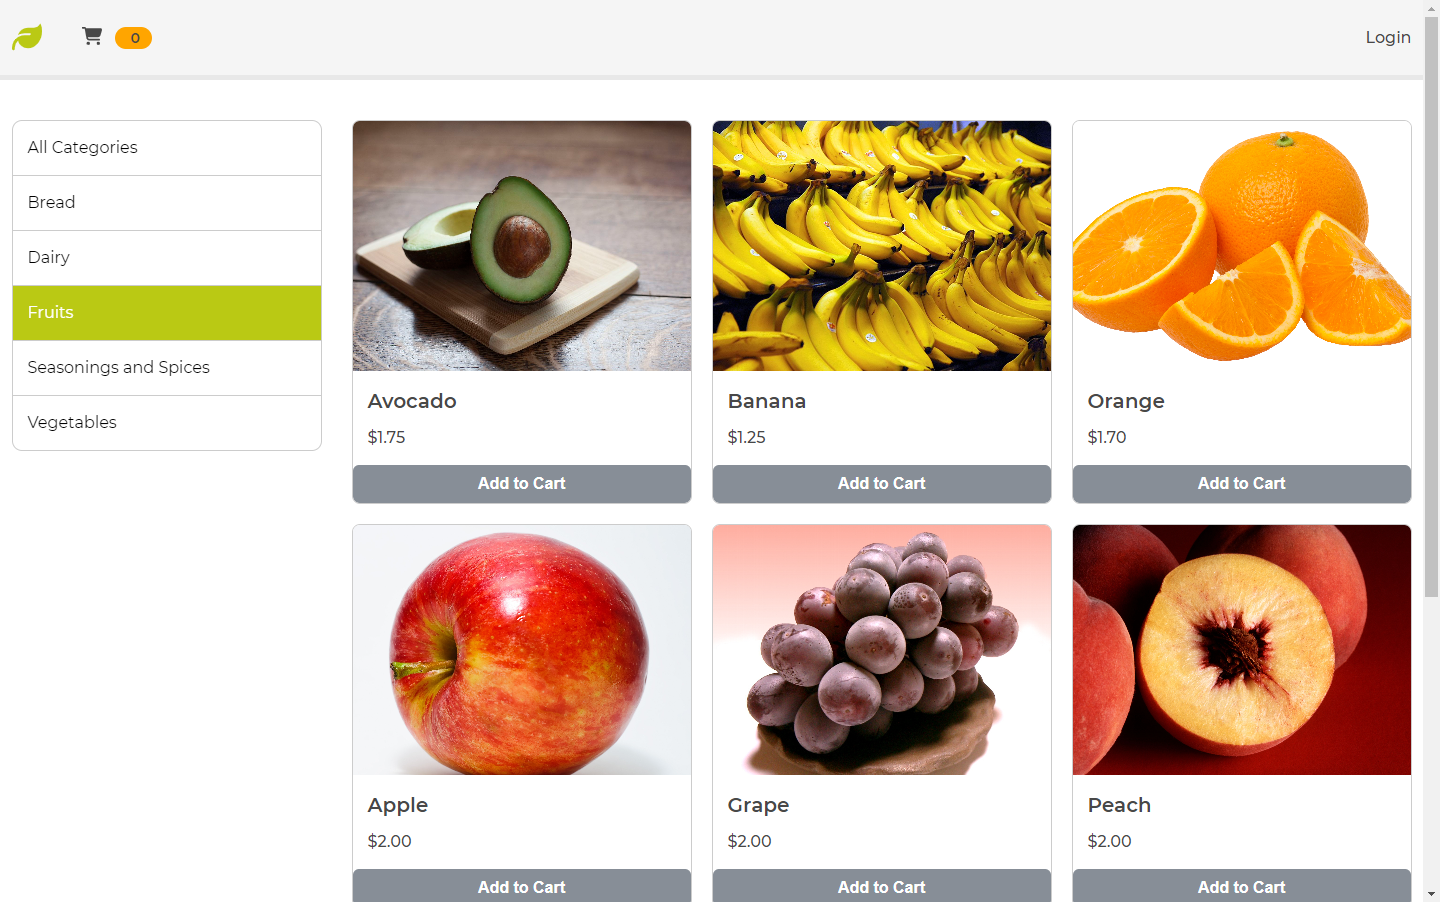 0
Login
All Categories
Bread
Dairy
Fruits
Seasonings and Spices
Vegetables
Avocado
$1.75
Add to Cart
Banana
$1.25
Add to Cart
Orange
$1.70
Add to Cart
Apple
$2.00
Add to Cart
Grape
$2.00
Add to Cart
Peach
$2.00
Add to Cart